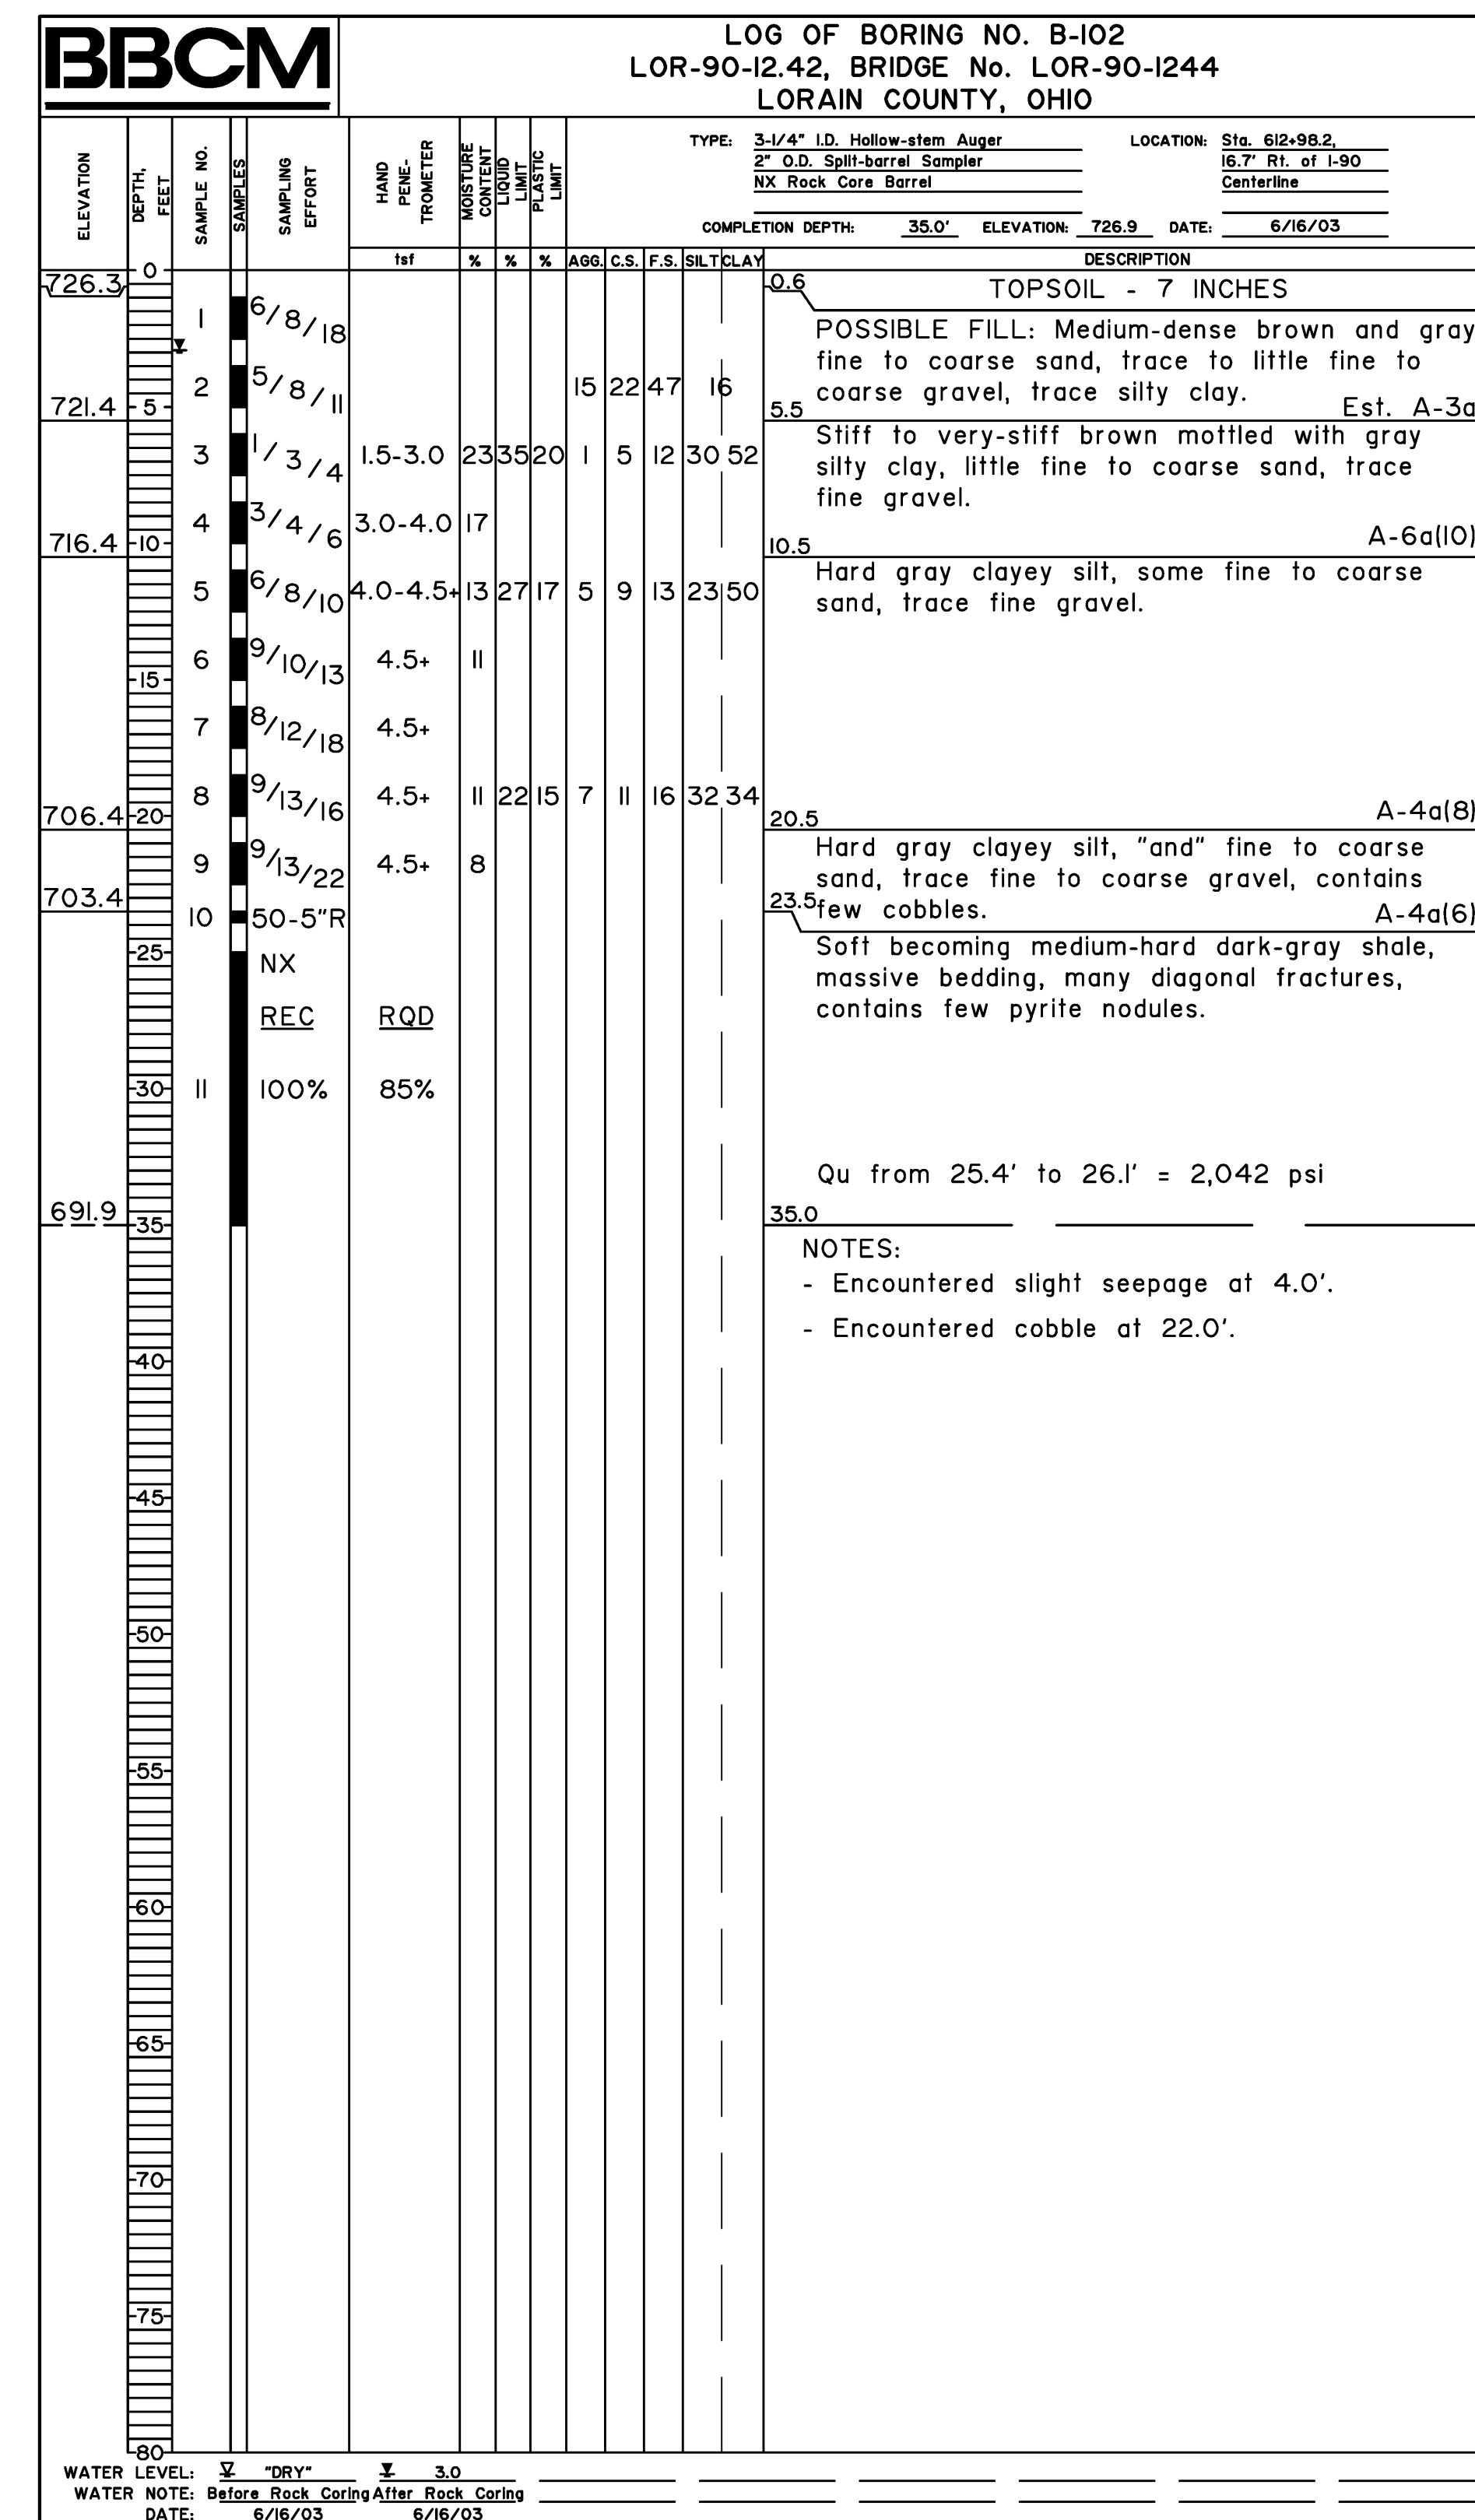 BBCM
LOG OF BORING NO. B-102
LOR-90-12.42, BRIDGE No. LOR-90-1244
LORAIN COUNTY, OHIO
ELEVATION
DEPTH, FEET
SAMPLE NO.
SAMPLES
SAMPLING EFFORT
HAND PENE- TROMETER
MOISTURE CONTENT
LIQUID LIMIT
PLASTIC LIMIT
TYPE: 3-1/4" I.D. Hollow-stem Auger LOCATION: Sta. 612+98.2,
2" O.D. Split-barrel Sampler 16.7' Rt. of I-90
NX Rock Core Barrel Centerline
COMPLETION DEPTH: 35.0' ELEVATION: 726.9 DATE: 6/16/03
tsf % % % AGG. C.S. F.S. SILT CLAY DESCRIPTION
0
726.3 0.6 TOPSOIL - 7 INCHES
1 6/8/18 POSSIBLE FILL: Medium-dense brown and gray
fine to coarse sand, trace to little fine to
2 5/8/11 15 22 47 16 coarse gravel, trace silty clay.
721.4 5 5.5 Est. A-3a
Stiff to very-stiff brown mottled with gray
3 1/3/4 1.5-3.0 23 35 20 1 5 12 30 52 silty clay, little fine to coarse sand, trace
fine gravel.
4 3/4/6 3.0-4.0 17
716.4 10 10.5 A-6a(10)
Hard gray clayey silt, some fine to coarse
5 6/8/10 4.0-4.5+ 13 27 17 5 9 13 23 50 sand, trace fine gravel.
6 9/10/13 4.5+ 11
15
7 8/12/18 4.5+
8 9/13/16 4.5+ 11 22 15 7 11 16 32 34
706.4 20 20.5 A-4a(8)
Hard gray clayey silt, "and" fine to coarse
9 9/13/22 4.5+ 8 sand, trace fine to coarse gravel, contains
703.4 23.5 few cobbles. A-4a(6)
10 50-5"R
25 Soft becoming medium-hard dark-gray shale,
NX massive bedding, many diagonal fractures,
REC RQD contains few pyrite nodules.
30 11 100% 85%
Qu from 25.4' to 26.1' = 2,042 psi
691.9 35 35.0
NOTES:
- Encountered slight seepage at 4.0'.
- Encountered cobble at 22.0'.
40
45
50
55
60
65
70
75
80
WATER LEVEL: "DRY" 3.0
WATER NOTE: Before Rock Coring After Rock Coring
DATE: 6/16/03 6/16/03